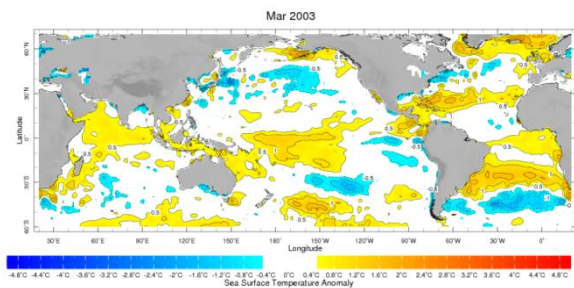 Mar 2003
60°N
30°N
0°
30°S
60°S
Latitude
30°E 60°E 90°E 120°E 150°E 180° 150°W 120°W 90°W 60°W 30°W 0°
Longitude
-4.8°C -4°C -3.2°C -2.4°C -1.6°C -0.8°C 0°C 0.8°C 1.6°C 2.4°C 3.2°C 4°C 4.8°C
-4.4°C -3.6°C -2.8°C -2°C -1.2°C -0.4°C 0.4°C 1.2°C 2°C 2.8°C 3.6°C 4.4°C
Sea Surface Temperature Anomaly